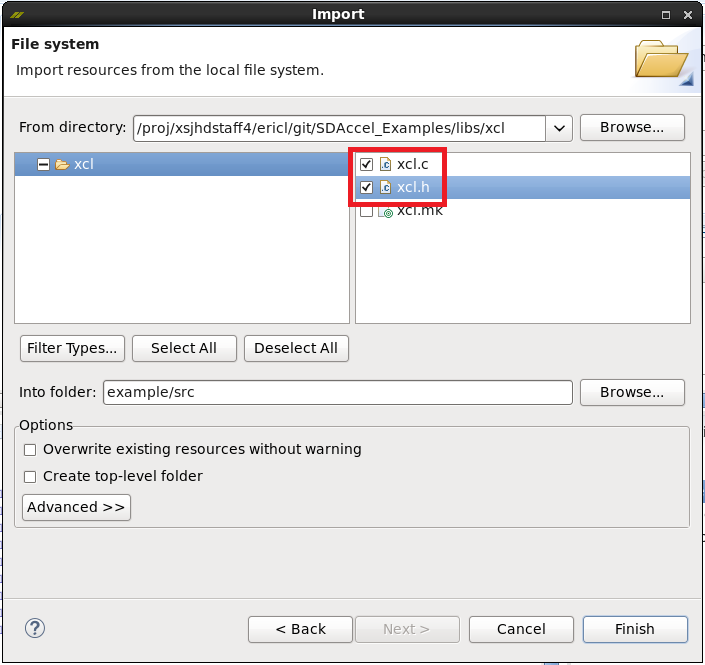 Import
File system
Import resources from the local file system.
From directory: /proj/xsjhdstaff4/ericl/git/SDAccel_Examples/libs/xcl Browse...
xcl xcl.c
xcl.h
xcl.mk
Filter Types... Select All Deselect All
Into folder: example/src Browse...
Options
Overwrite existing resources without warning
Create top-level folder
Advanced >>
? < Back Next > Cancel Finish